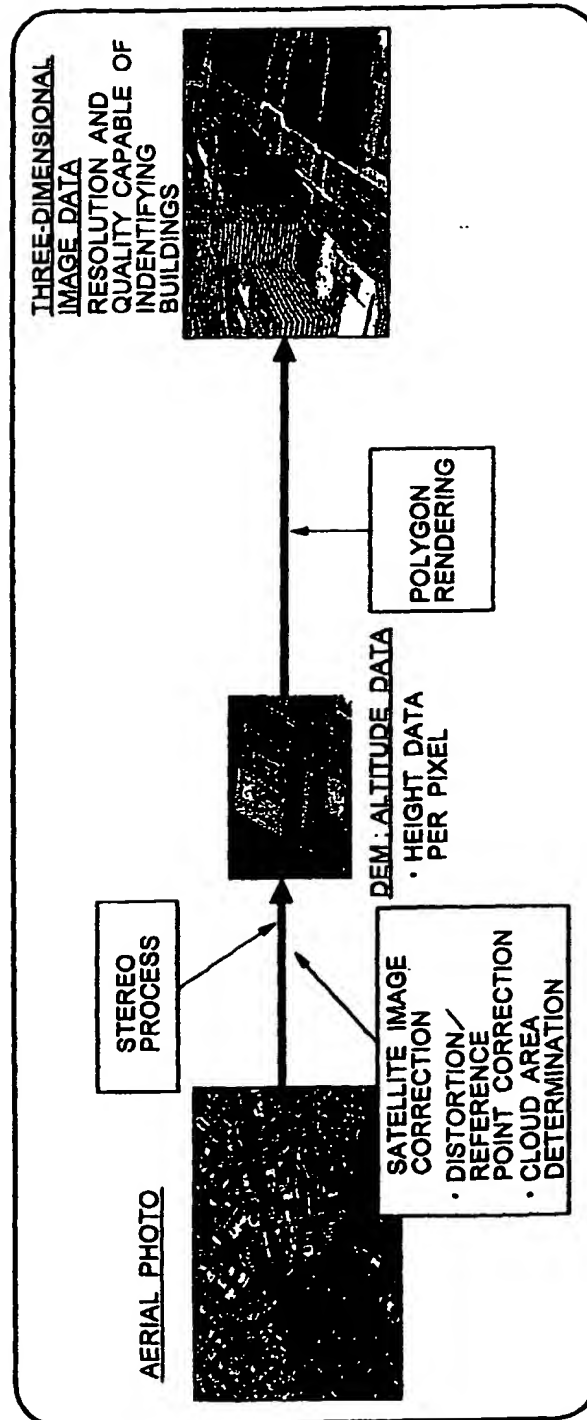 AERIAL PHOTO
STEREO
PROCESS
SATELLITE IMAGE
CORRECTION
· DISTORTION/
REFERENCE
POINT CORRECTION
· CLOUD AREA
DETERMINATION
DEM : ALTITUDE DATA
· HEIGHT DATA
PER PIXEL
POLYGON
RENDERING
THREE-DIMENSIONAL
IMAGE DATA
RESOLUTION AND
QUALITY CAPABLE OF
INDENTIFYING
BUILDINGS